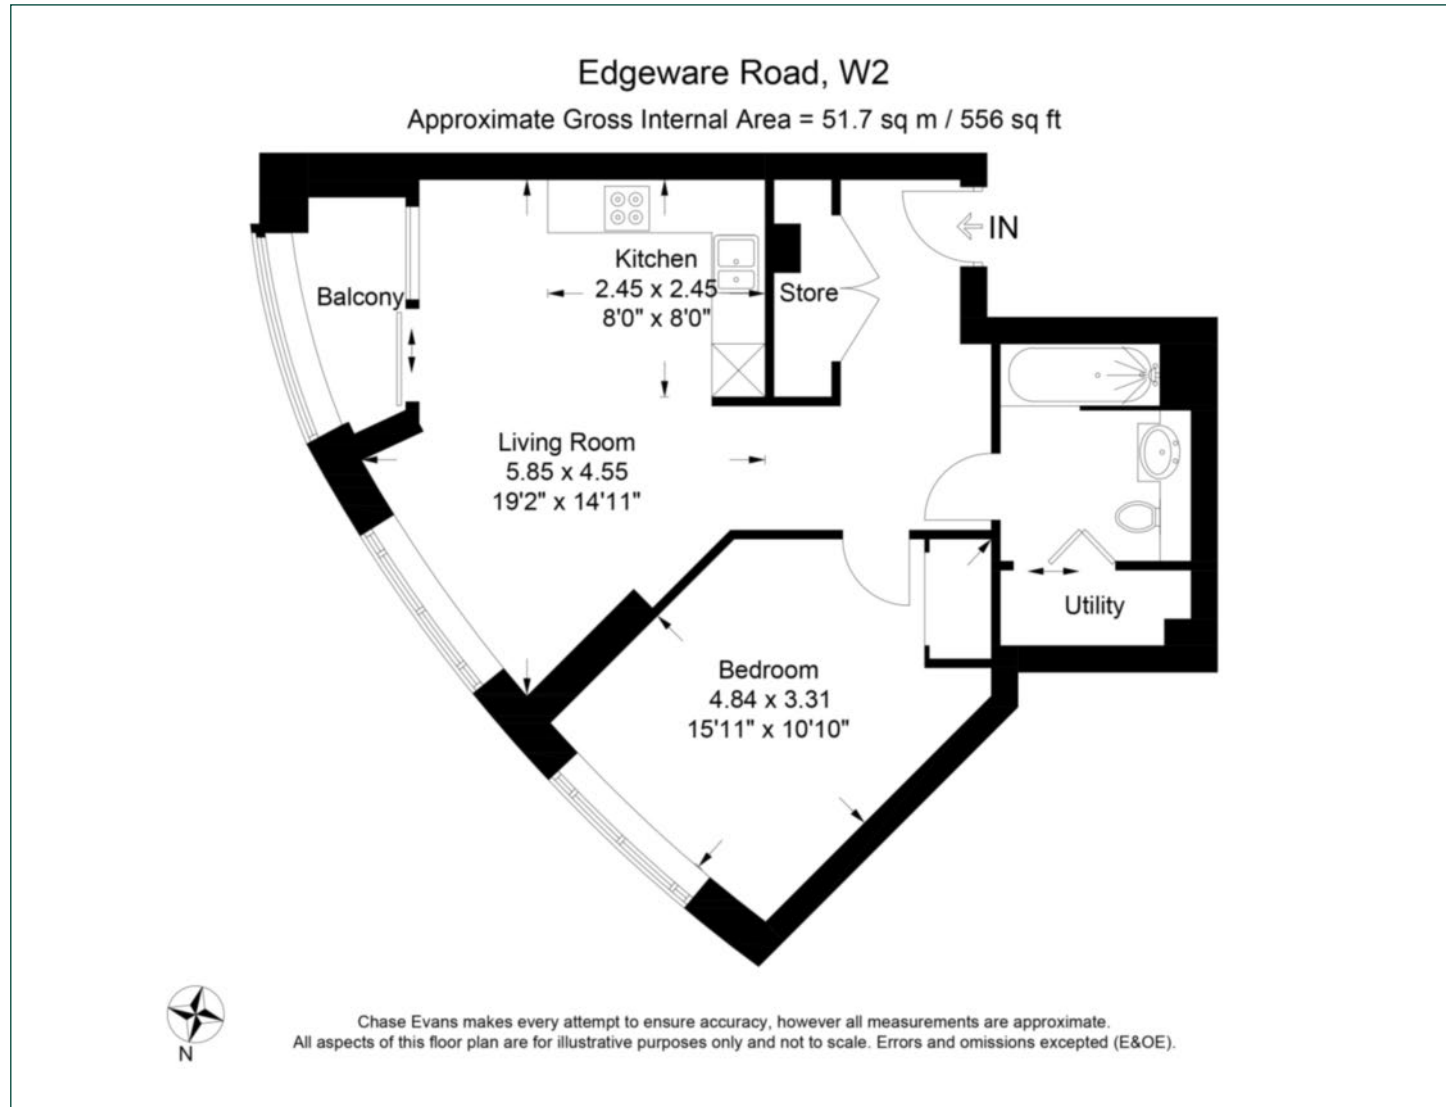 Edgeware Road, W2
Approximate Gross Internal Area = 51.7 sq m / 556 sq ft
IN
Kitchen
2.45 x 2.45
8'0" x 8'0"
Store
Balcony
Living Room
5.85 x 4.55
19'2" x 14'11"
Utility
Bedroom
4.84 x 3.31
15'11" x 10'10"
N
Chase Evans makes every attempt to ensure accuracy, however all measurements are approximate.
All aspects of this floor plan are for illustrative purposes only and not to scale. Errors and omissions excepted (E&OE).